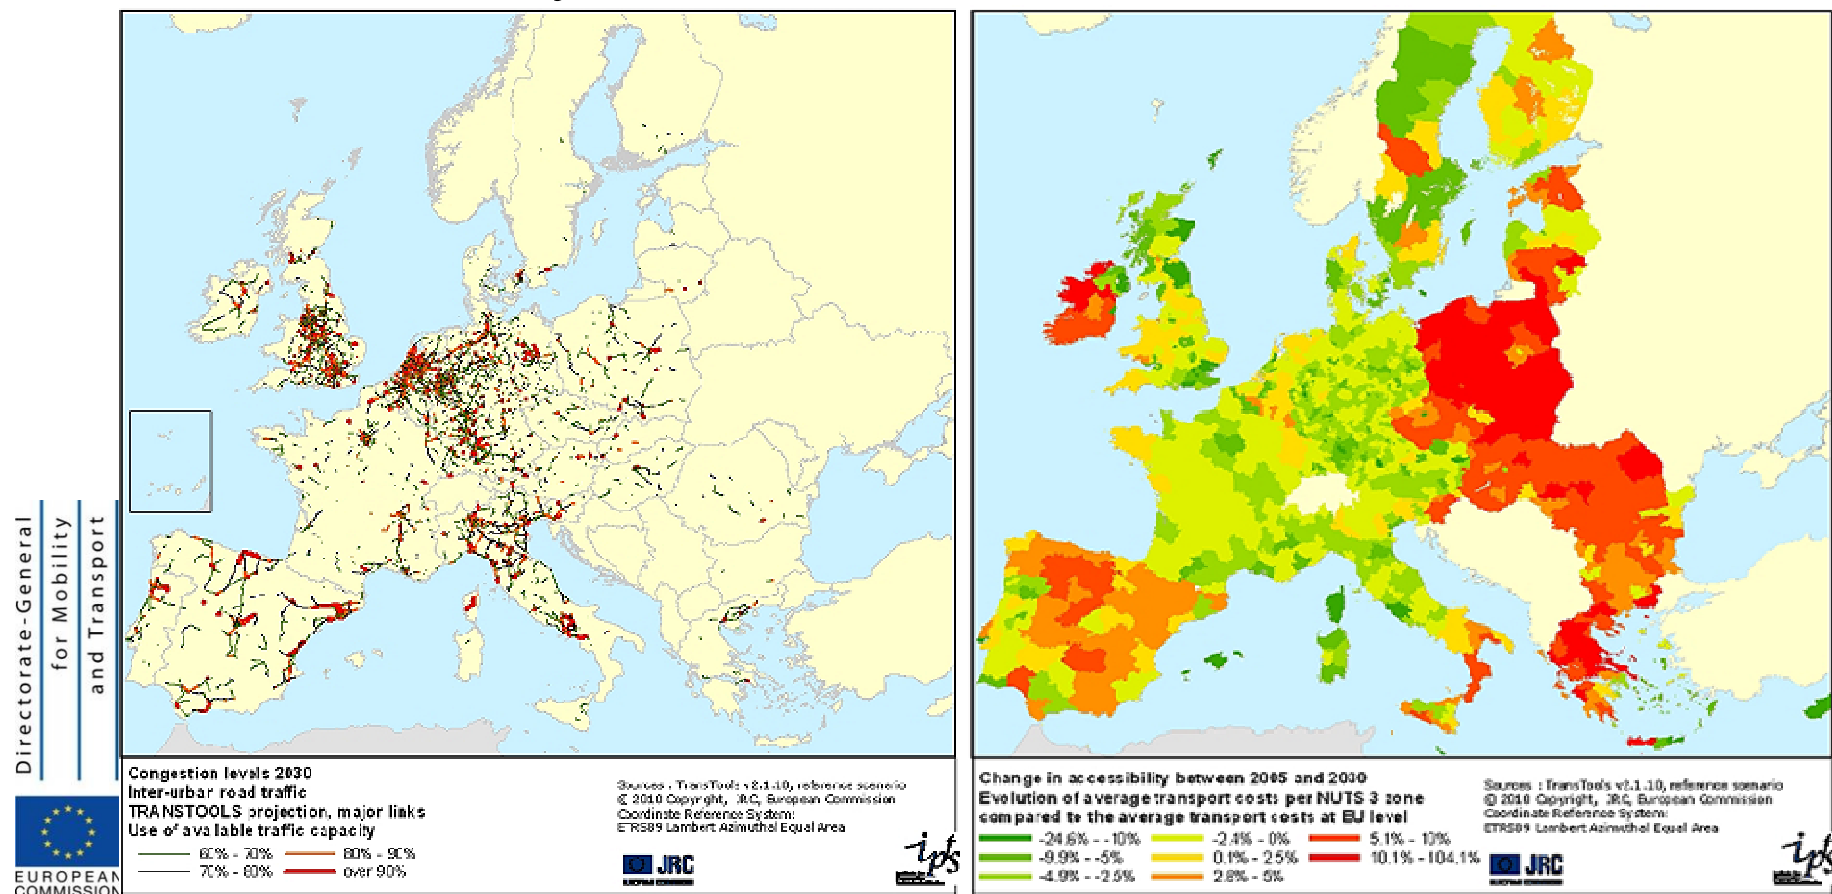 Directorate-General
for Mobility
and Transport
EUROPEAN
COMMISSION
Congestion levels 2030
Inter-urban road traffic
TRANSTOOLS projection, major links
Use of available traffic capacity
60% - 70%
80% - 90%
70% - 80%
over 90%
Sources : TransTools v2.1.10, reference scenario
© 2010 Copyright, JRC, European Commission
Coordinate Reference System:
ETRS89 Lambert Azimuthal Equal Area
JRC
EUROPEAN COMMISSION
ipts
Change in accessibility between 2005 and 2030
Evolution of average transport costs per NUTS 3 zone
compared to the average transport costs at EU level
-24.6% - -10%
-2.4% - 0%
5.1% - 10%
-9.9% - -5%
0.1% - 2.5%
10.1% - 104.1%
-4.9% - -2.5%
2.6% - 5%
Sources : TransTools v2.1.10, reference scenario
© 2010 Copyright, JRC, European Commission
Coordinate Reference System:
ETRS89 Lambert Azimuthal Equal Area
JRC
EUROPEAN COMMISSION
ipts